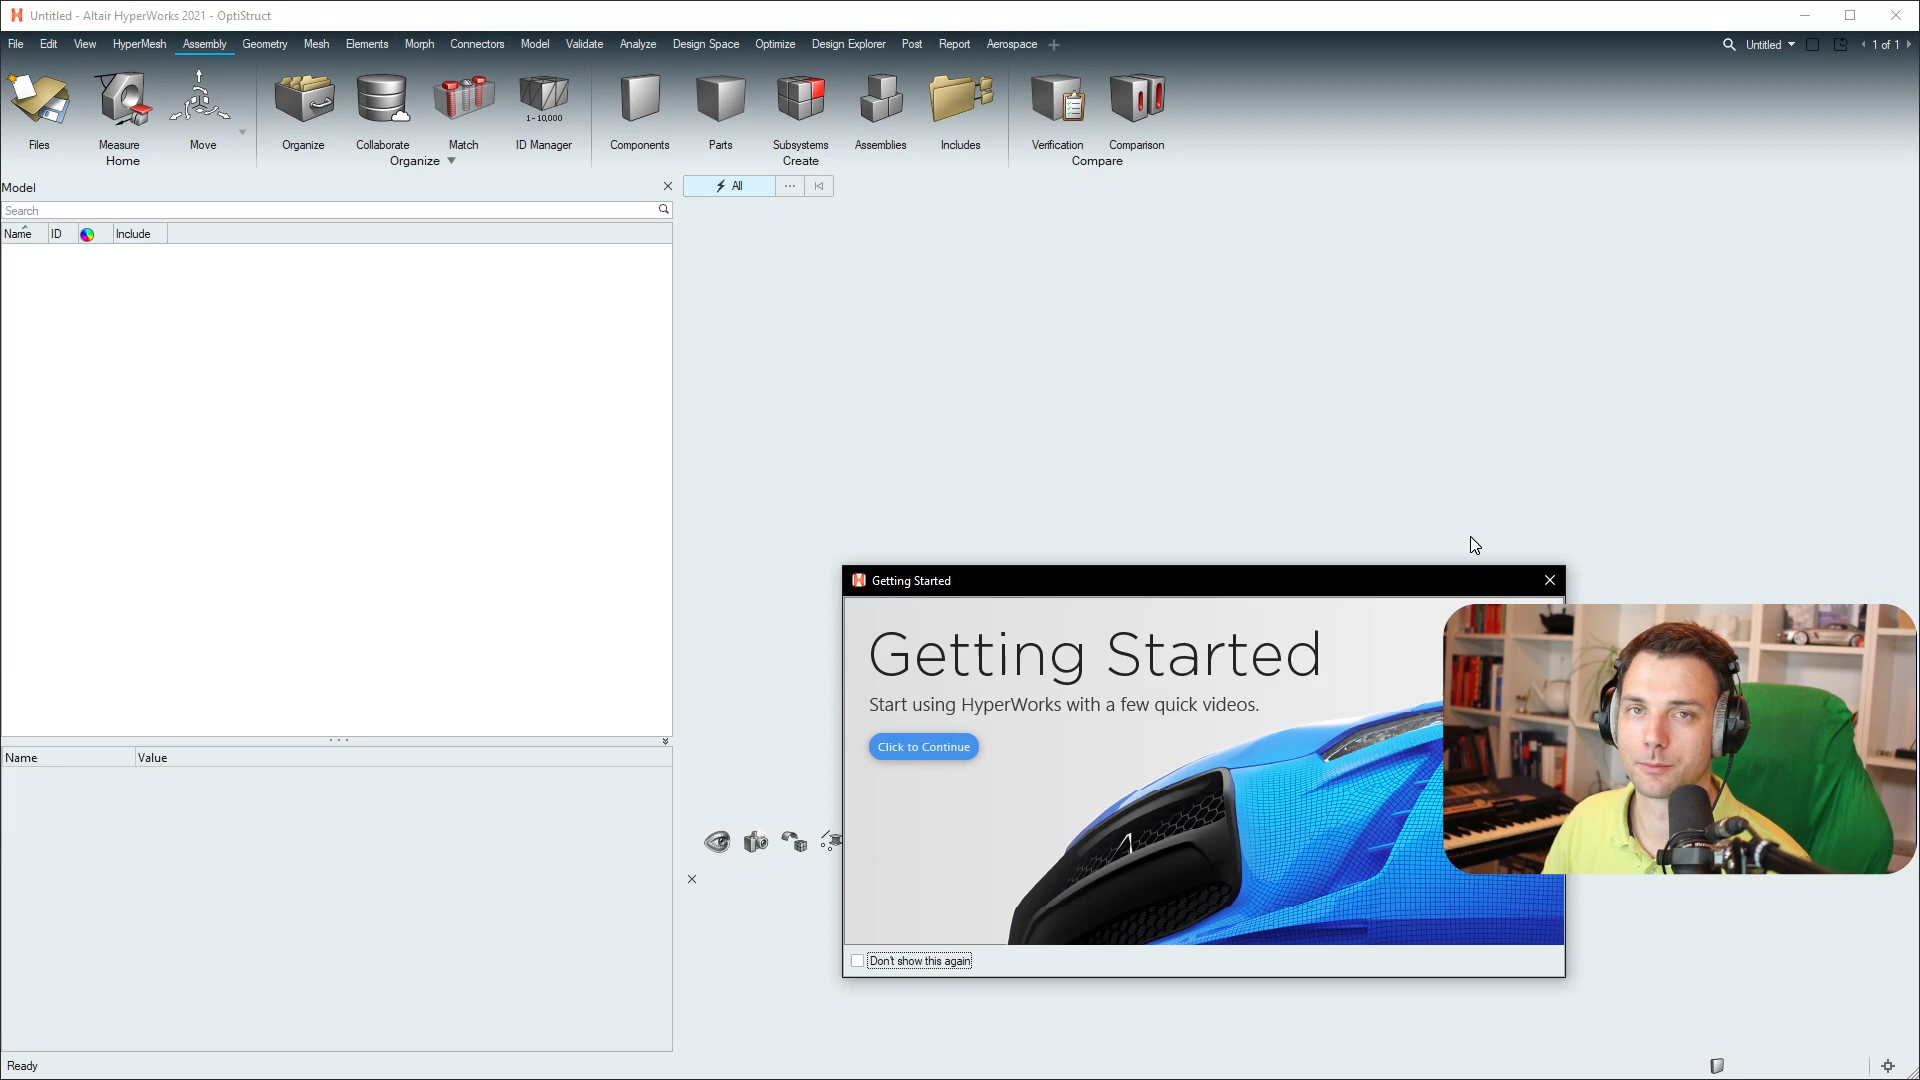 Untitled - Altair HyperWorks 2021 - OptiStruct
File Edit View HyperMesh Assembly Geometry Mesh Elements Morph Connectors Model Validate Analyze Design Space Optimize Design Explorer Post Report Aerospace Untitled 1 of 1
1-10,000
Files Measure Move Organize Collaborate Match ID Manager Components Parts Subsystems Assemblies Includes Verification Comparison
Home Organize Create Compare
Model
All
Search
Name ID Include
Getting Started
Getting Started
Start using HyperWorks with a few quick videos.
Click to Continue
Name Value
Don't show this again
Ready